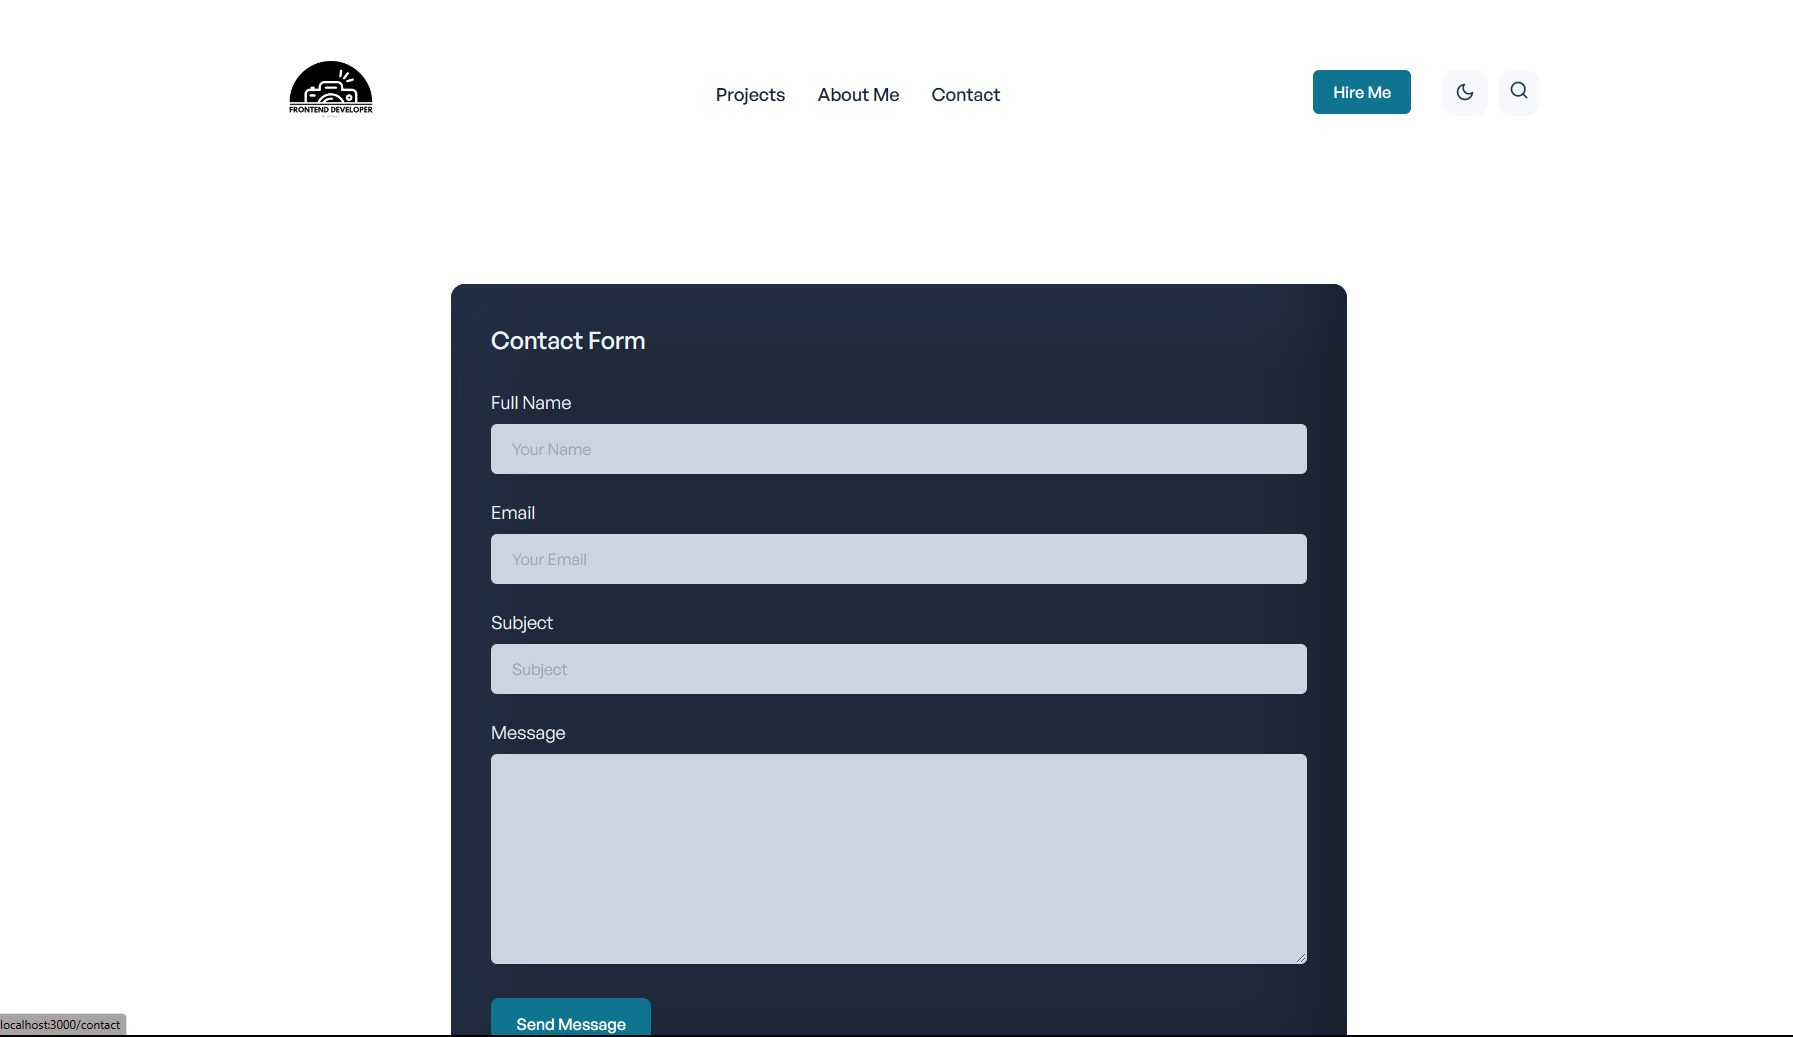 FRONTEND DEVELOPER
Projects About Me Contact
Hire Me
Contact Form
Full Name
Your Name
Email
Your Email
Subject
Subject
Message
Send Message
localhost:3000/contact